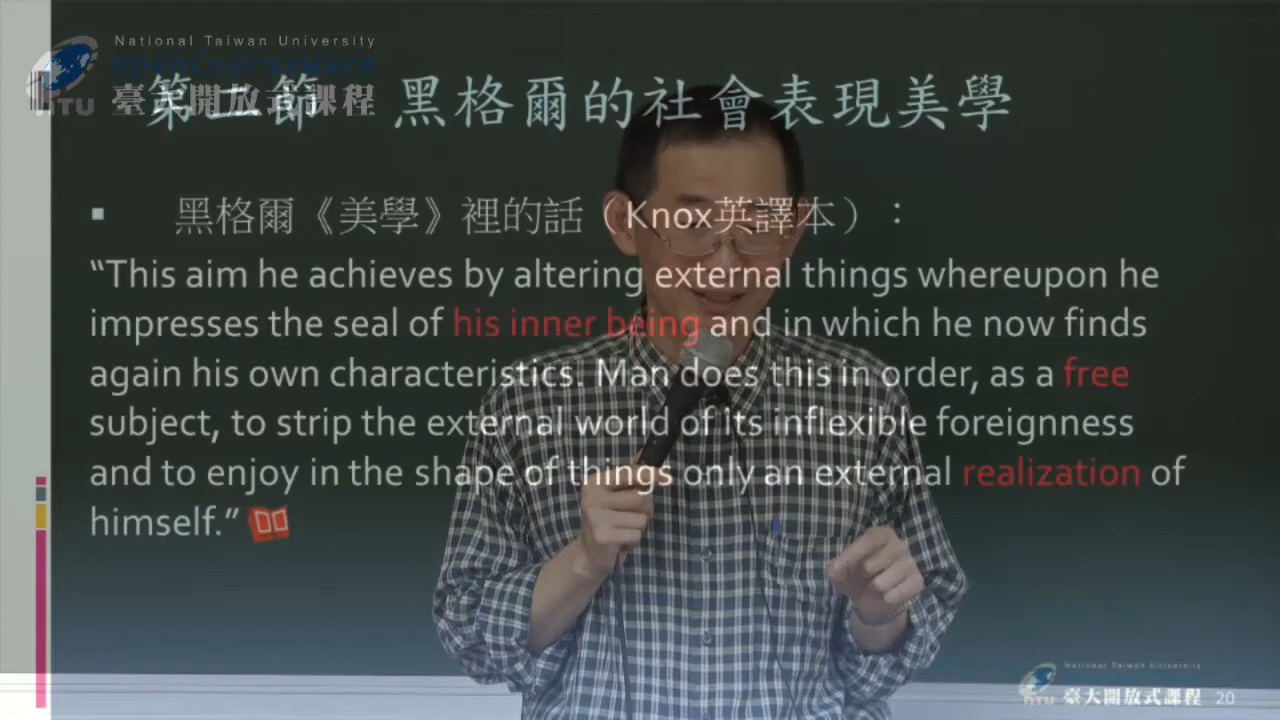 National Taiwan University
OpenCourseWare
臺大開放式課程
第二節 黑格爾的社會表現美學
黑格爾《美學》裡的話（Knox英譯本）：
“This aim he achieves by altering external things whereupon he
impresses the seal of his inner being and in which he now finds
again his own characteristics. Man does this in order, as a free
subject, to strip the external world of its inflexible foreignness
and to enjoy in the shape of things only an external realization of
himself.”
National Taiwan University
NTU 臺大開放式課程 20